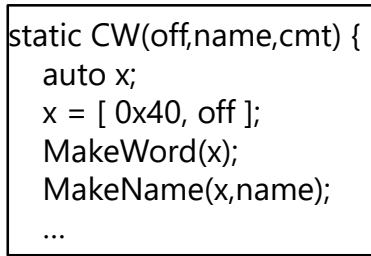 static CW(off,name,cmt) {
auto x;
x = [ 0x40, off ];
MakeWord(x);
MakeName(x,name);
...